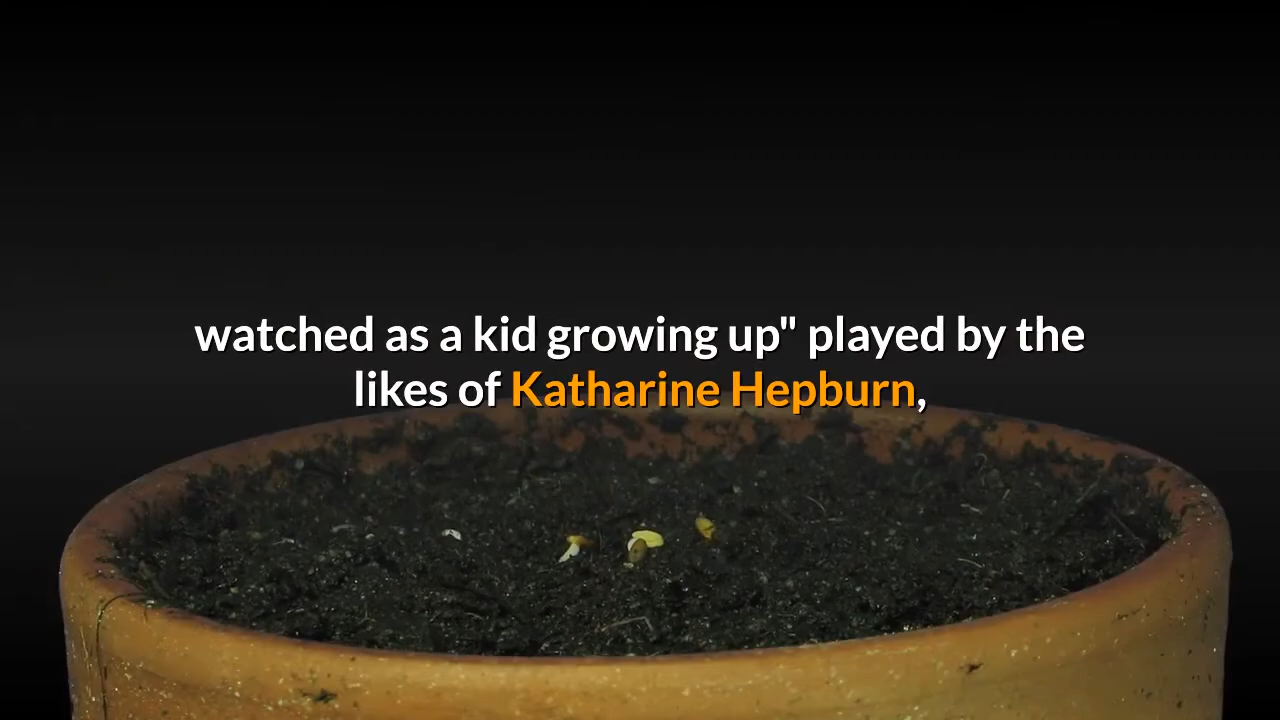 watched as a kid growing up" played by the
likes of Katharine Hepburn,